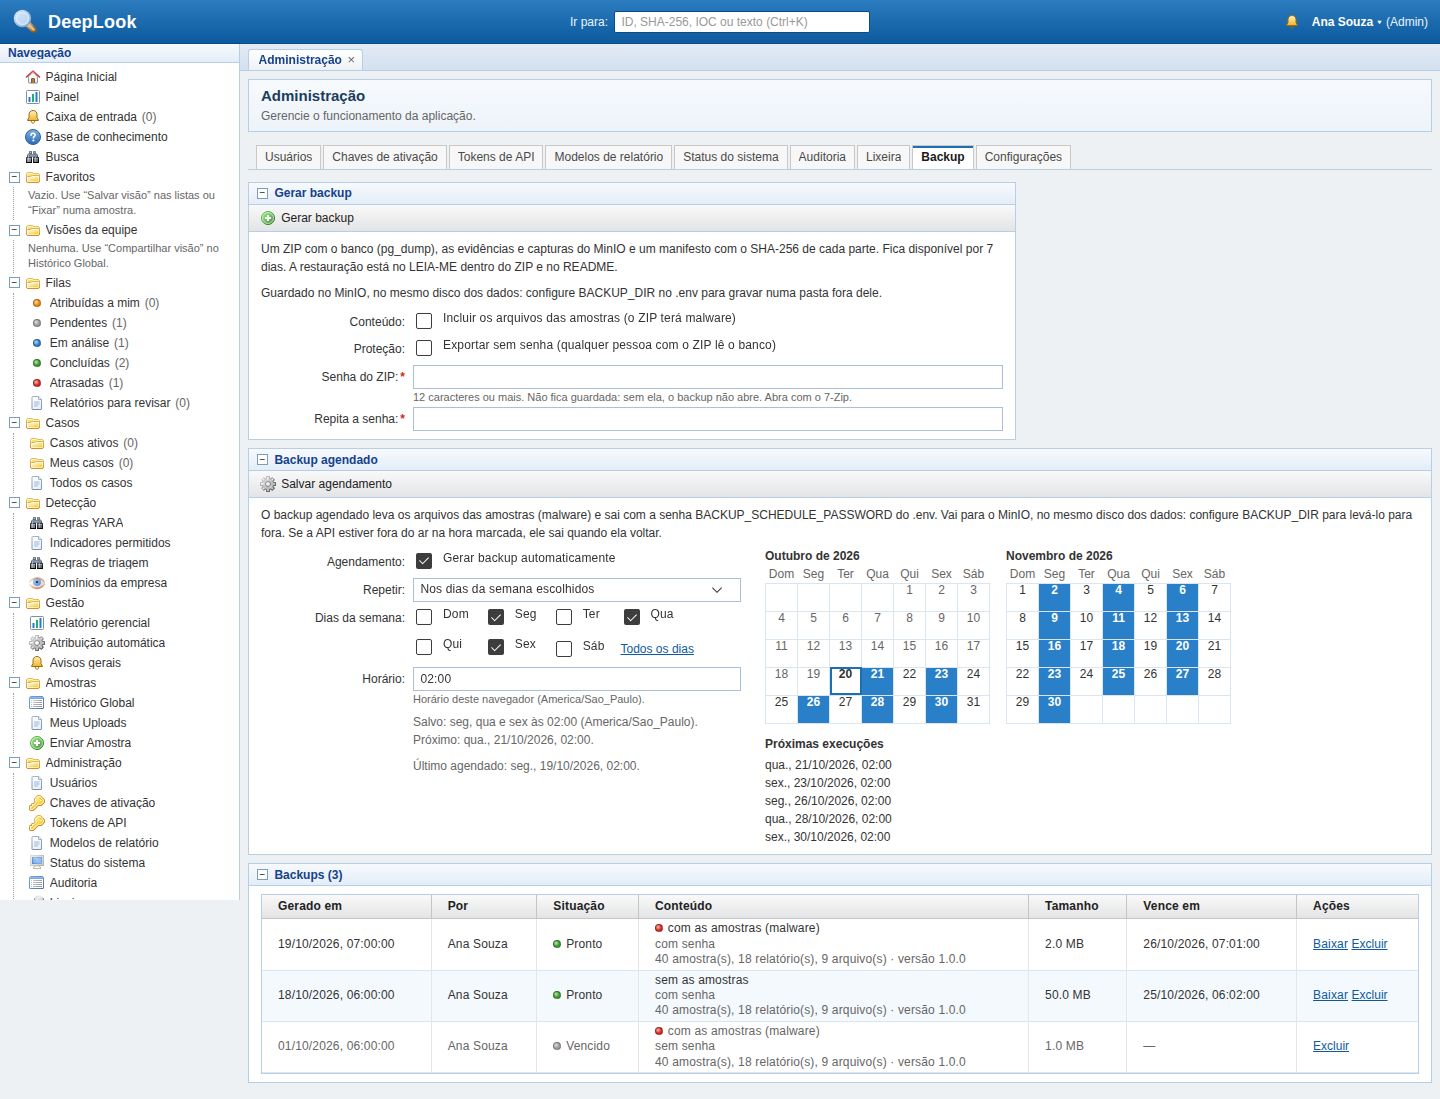 DeepLook
Ir para: ID, SHA-256, IOC ou texto (Ctrl+K)
Ana Souza (Admin)
Navegação
Página Inicial
Painel
Caixa de entrada (0)
Base de conhecimento
Busca
Favoritos
Vazio. Use “Salvar visão” nas listas ou
“Fixar” numa amostra.
Visões da equipe
Nenhuma. Use “Compartilhar visão” no
Histórico Global.
Filas
Atribuídas a mim (0)
Pendentes (1)
Em análise (1)
Concluídas (2)
Atrasadas (1)
Relatórios para revisar (0)
Casos
Casos ativos (0)
Meus casos (0)
Todos os casos
Detecção
Regras YARA
Indicadores permitidos
Regras de triagem
Domínios da empresa
Gestão
Relatório gerencial
Atribuição automática
Avisos gerais
Amostras
Histórico Global
Meus Uploads
Enviar Amostra
Administração
Usuários
Chaves de ativação
Tokens de API
Modelos de relatório
Status do sistema
Auditoria
Administração ×
Administração
Gerencie o funcionamento da aplicação.
Usuários Chaves de ativação Tokens de API Modelos de relatório Status do sistema Auditoria Lixeira Backup Configurações
Gerar backup
Gerar backup
Um ZIP com o banco (pg_dump), as evidências e capturas do MinIO e um manifesto com o SHA-256 de cada parte. Fica disponível por 7
dias. A restauração está no LEIA-ME dentro do ZIP e no README.
Guardado no MinIO, no mesmo disco dos dados: configure BACKUP_DIR no .env para gravar numa pasta fora dele.
Conteúdo: Incluir os arquivos das amostras (o ZIP terá malware)
Proteção: Exportar sem senha (qualquer pessoa com o ZIP lê o banco)
Senha do ZIP:*
12 caracteres ou mais. Não fica guardada: sem ela, o backup não abre. Abra com o 7-Zip.
Repita a senha:*
Backup agendado
Salvar agendamento
O backup agendado leva os arquivos das amostras (malware) e sai com a senha BACKUP_SCHEDULE_PASSWORD do .env. Vai para o MinIO, no mesmo disco dos dados: configure BACKUP_DIR para levá-lo para
fora. Se a API estiver fora do ar na hora marcada, ele sai quando ela voltar.
Agendamento: Gerar backup automaticamente
Repetir: Nos dias da semana escolhidos
Dias da semana: Dom Seg Ter Qua
Qui Sex Sáb Todos os dias
Horário: 02:00
Horário deste navegador (America/Sao_Paulo).
Salvo: seg, qua e sex às 02:00 (America/Sao_Paulo).
Próximo: qua., 21/10/2026, 02:00.
Último agendado: seg., 19/10/2026, 02:00.
Outubro de 2026
Dom Seg Ter Qua Qui Sex Sáb
1 2 3
4 5 6 7 8 9 10
11 12 13 14 15 16 17
18 19 20 21 22 23 24
25 26 27 28 29 30 31
Novembro de 2026
Dom Seg Ter Qua Qui Sex Sáb
1 2 3 4 5 6 7
8 9 10 11 12 13 14
15 16 17 18 19 20 21
22 23 24 25 26 27 28
29 30
Próximas execuções
qua., 21/10/2026, 02:00
sex., 23/10/2026, 02:00
seg., 26/10/2026, 02:00
qua., 28/10/2026, 02:00
sex., 30/10/2026, 02:00
Backups (3)
Gerado em Por Situação Conteúdo Tamanho Vence em Ações
19/10/2026, 07:00:00 Ana Souza Pronto com as amostras (malware) 2.0 MB 26/10/2026, 07:01:00 Baixar Excluir
com senha
40 amostra(s), 18 relatório(s), 9 arquivo(s) · versão 1.0.0
18/10/2026, 06:00:00 Ana Souza Pronto sem as amostras 50.0 MB 25/10/2026, 06:02:00 Baixar Excluir
com senha
40 amostra(s), 18 relatório(s), 9 arquivo(s) · versão 1.0.0
01/10/2026, 06:00:00 Ana Souza Vencido com as amostras (malware) 1.0 MB — Excluir
sem senha
40 amostra(s), 18 relatório(s), 9 arquivo(s) · versão 1.0.0